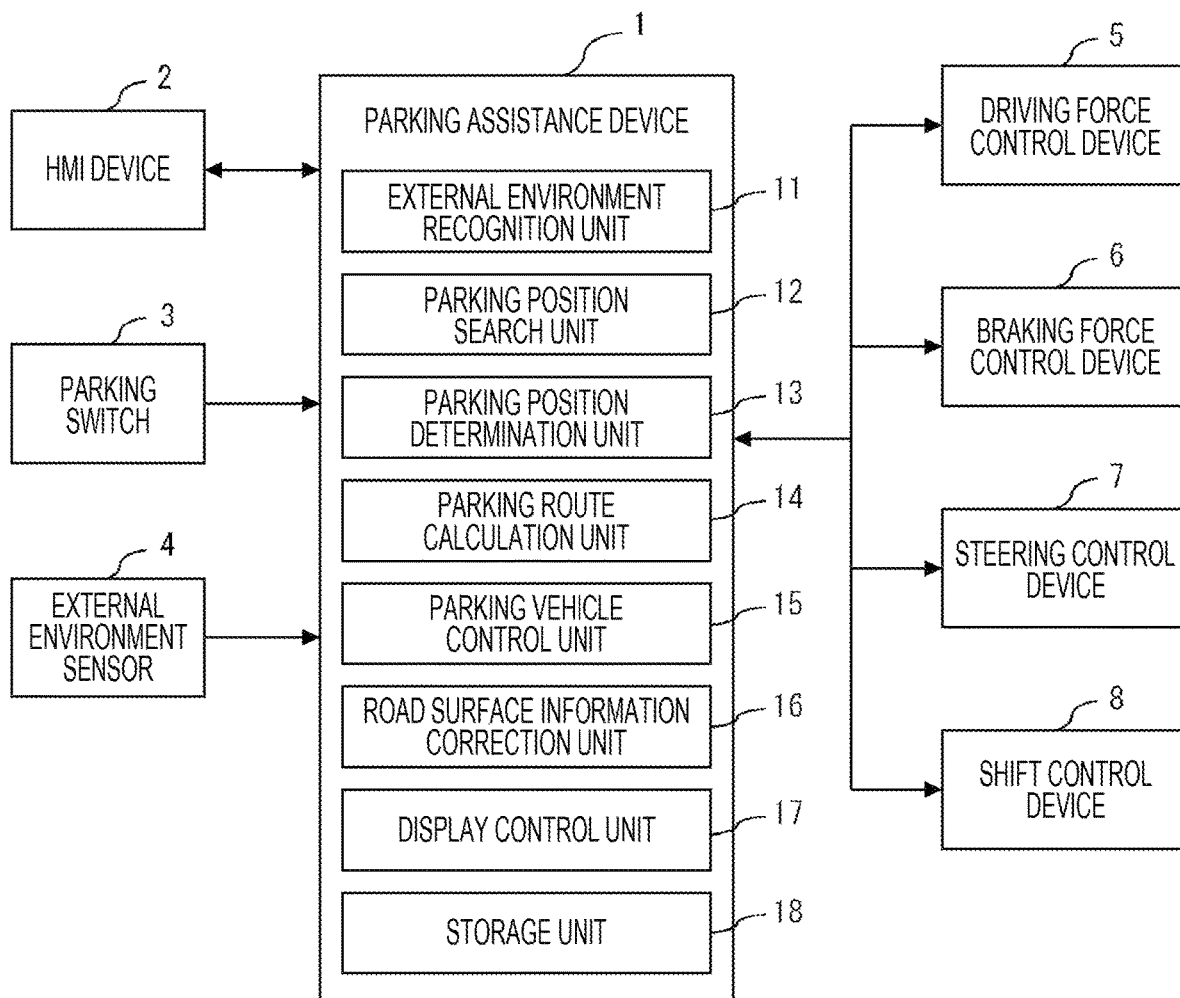 1
PARKING ASSISTANCE DEVICE
2
HMI DEVICE
3
PARKING
SWITCH
4
EXTERNAL
ENVIRONMENT
SENSOR
EXTERNAL ENVIRONMENT
RECOGNITION UNIT
11
PARKING POSITION
SEARCH UNIT
12
PARKING POSITION
DETERMINATION UNIT
13
PARKING ROUTE
CALCULATION UNIT
14
PARKING VEHICLE
CONTROL UNIT
15
ROAD SURFACE INFORMATION
CORRECTION UNIT
16
DISPLAY CONTROL UNIT
17
STORAGE UNIT
18
5
DRIVING FORCE
CONTROL DEVICE
6
BRAKING FORCE
CONTROL DEVICE
7
STEERING CONTROL
DEVICE
8
SHIFT CONTROL
DEVICE